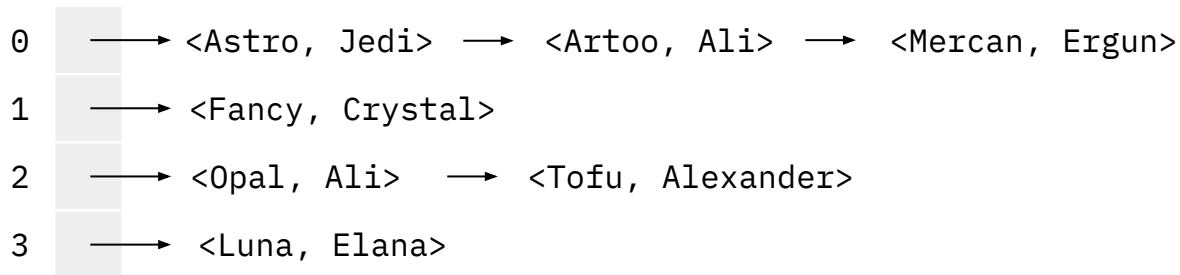 0 <Astro, Jedi> <Artoo, Ali> <Mercan, Ergun>
1 <Fancy, Crystal>
2 <Opal, Ali> <Tofu, Alexander>
3 <Luna, Elana>